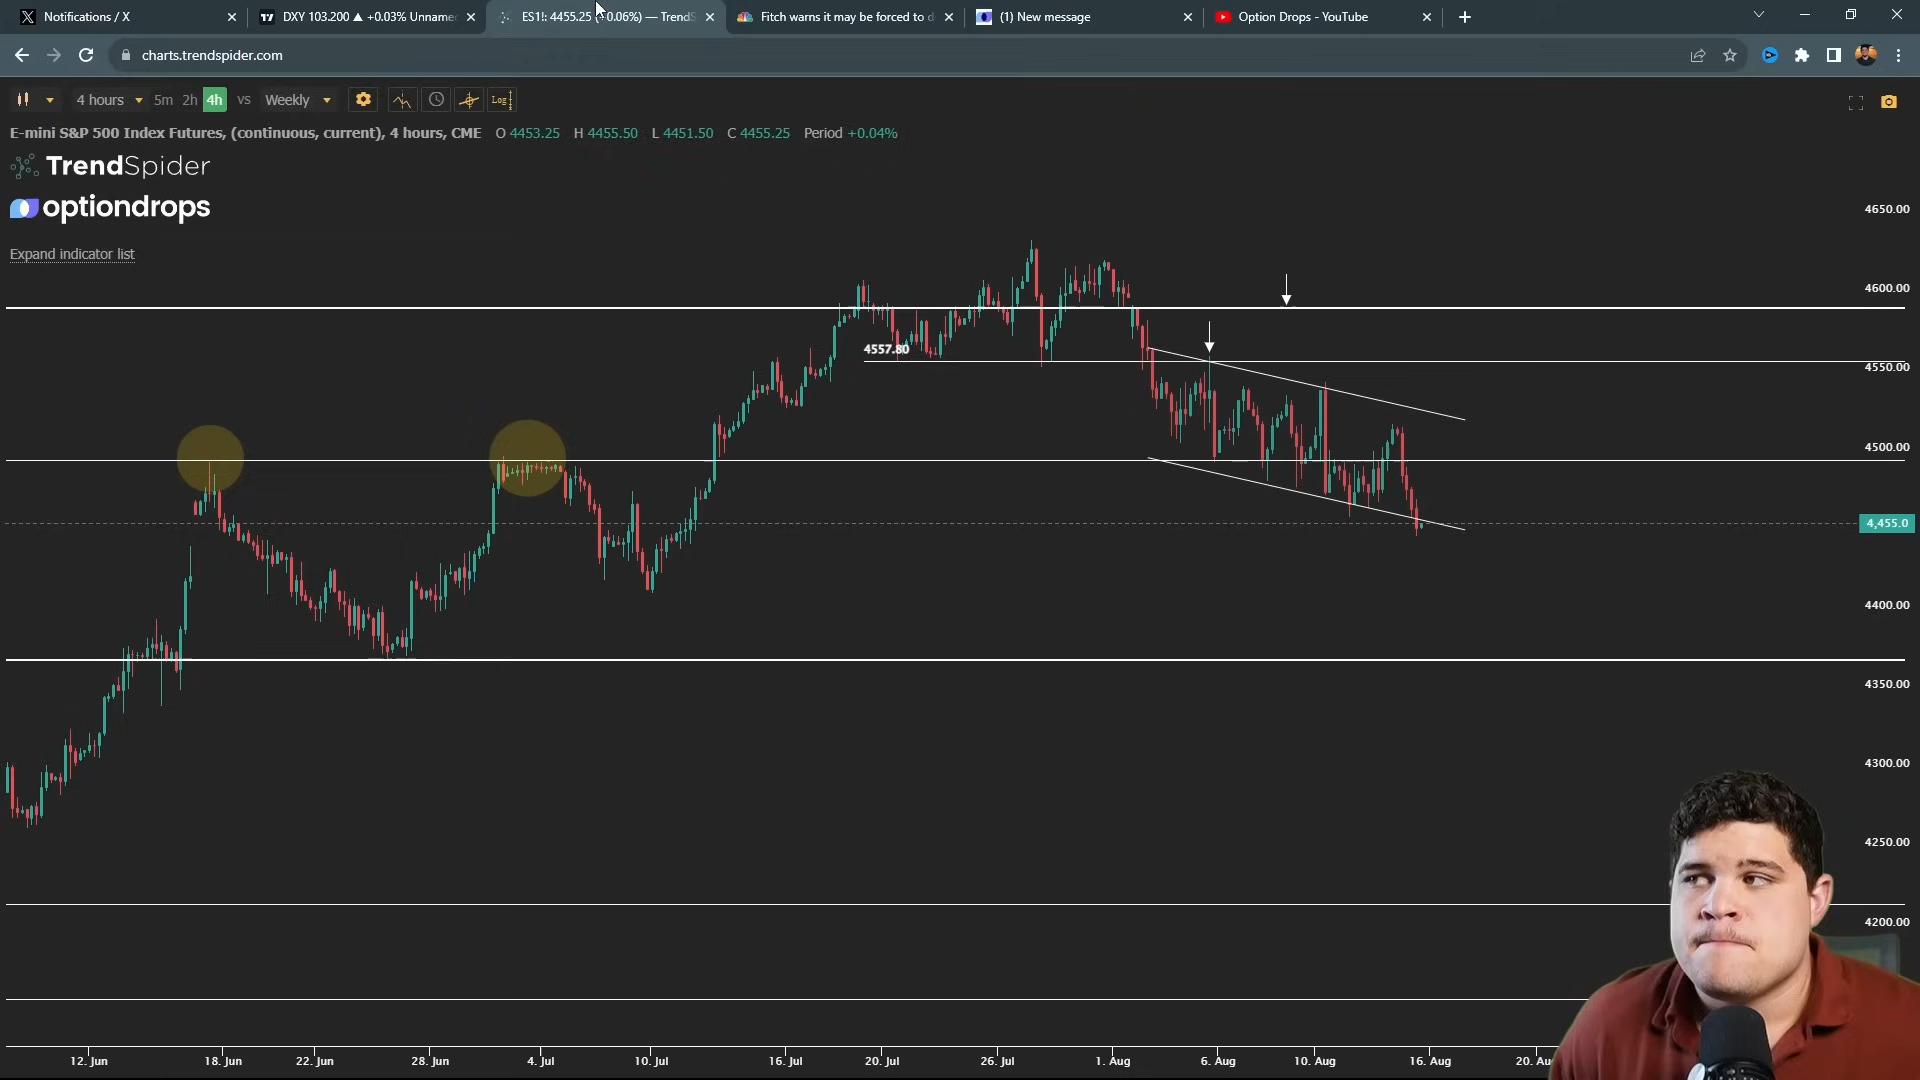 Notifications / X
DXY 103.200 ▲ +0.03% Unname
ES1!: 4455.25 0.06%) — TrendS
Fitch warns it may be forced to d
(1) New message
Option Drops - YouTube
charts.trendspider.com
4 hours 5m 2h 4h vs Weekly Log
E-mini S&P 500 Index Futures, (continuous, current), 4 hours, CME O 4453.25 H 4455.50 L 4451.50 C 4455.25 Period +0.04%
TrendSpider
optiondrops
Expand indicator list
4650.00
4600.00
4557.80
4550.00
4500.00
4,455.0
4400.00
4350.00
4300.00
4250.00
4200.00
12. Jun 18. Jun 22. Jun 28. Jun 4. Jul 10. Jul 16. Jul 20. Jul 26. Jul 1. Aug 6. Aug 10. Aug 16. Aug 20. Au